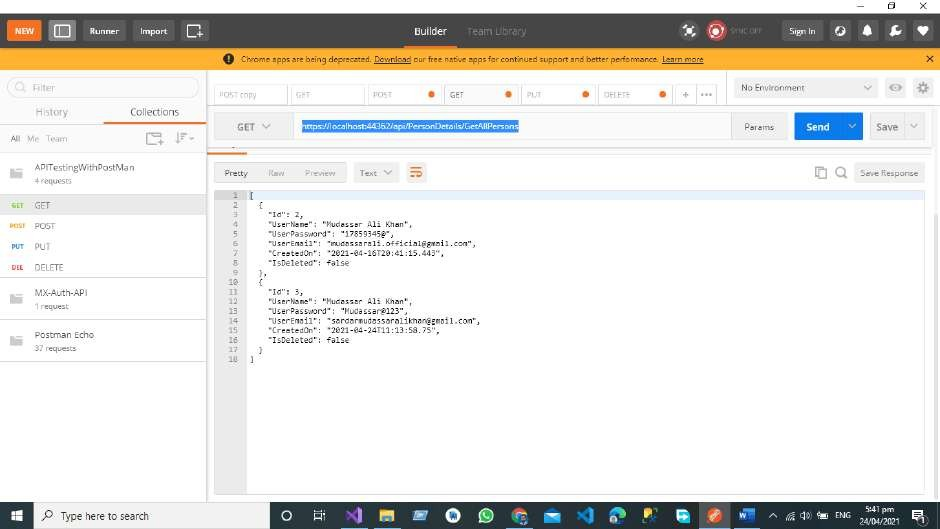 NEW Runner Import Builder Team Library SYNC OFF Sign In
Chrome apps are being deprecated. Download our free native apps for continued support and better performance. Learn more
Filter
History Collections
All Me Team
APITestingWithPostMan
4 requests
GET GET
POST POST
PUT PUT
DEL DELETE
MX-Auth-API
1 request
Postman Echo
37 requests
POST copy GET POST GET PUT DELETE + ••• No Environment
GET https://localhost:44362/api/PersonDetails/GetAllPersons Params Send Save
Pretty Raw Preview Text Save Response
1 [
2 {
3 "Id": 2,
4 "UserName": "Mudassar Ali Khan",
5 "UserPassword": "17859345@",
6 "UserEmail": "mudassarali.official@gmail.com",
7 "CreatedOn": "2021-04-16T20:41:15.443",
8 "IsDeleted": false
9 },
10 {
11 "Id": 3,
12 "UserName": "Mudassar Ali Khan",
13 "UserPassword": "Mudassar@123",
14 "UserEmail": "sardarmudassaralikhan@gmail.com",
15 "CreatedOn": "2021-04-24T11:13:58.75",
16 "IsDeleted": false
17 }
18 ]
Type here to search ENG 5:41 pm
24/04/2021